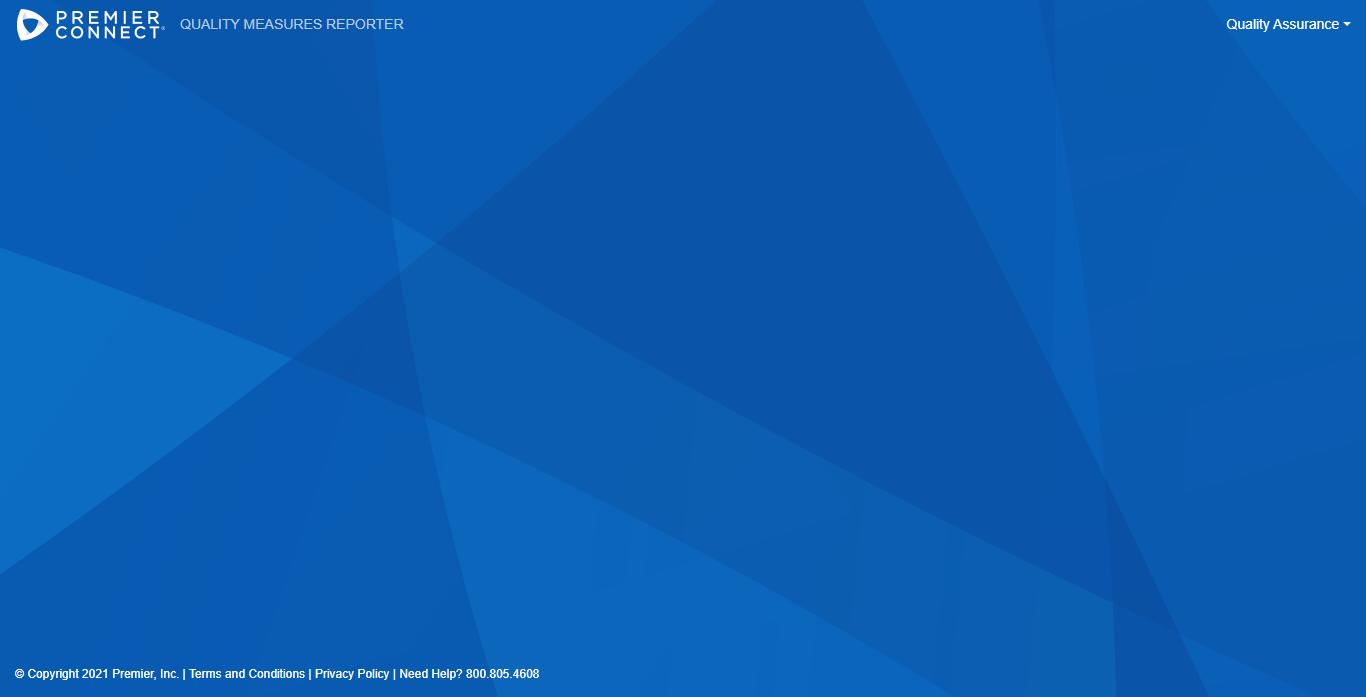 PREMIER
CONNECT®
QUALITY MEASURES REPORTER
Quality Assurance
© Copyright 2021 Premier, Inc. | Terms and Conditions | Privacy Policy | Need Help? 800.805.4608